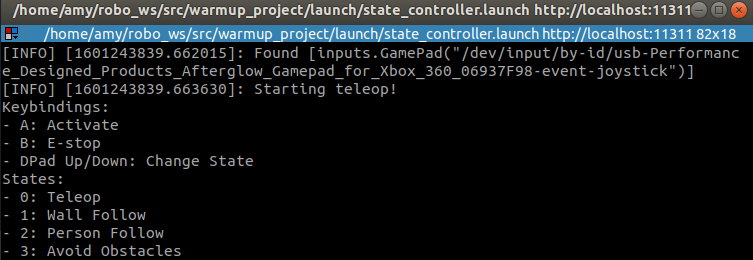 /home/amy/robo_ws/src/warmup_project/launch/state_controller.launch http://localhost:11311
/home/amy/robo_ws/src/warmup_project/launch/state_controller.launch http://localhost:11311 82x18
[INFO] [1601243839.662015]: Found [inputs.GamePad("/dev/input/by-id/usb-Performanc
e_Designed_Products_Afterglow_Gamepad_for_Xbox_360_06937F98-event-joystick")]
[INFO] [1601243839.663630]: Starting teleop!
Keybindings:
- A: Activate
- B: E-stop
- DPad Up/Down: Change State
States:
- 0: Teleop
- 1: Wall Follow
- 2: Person Follow
- 3: Avoid Obstacles